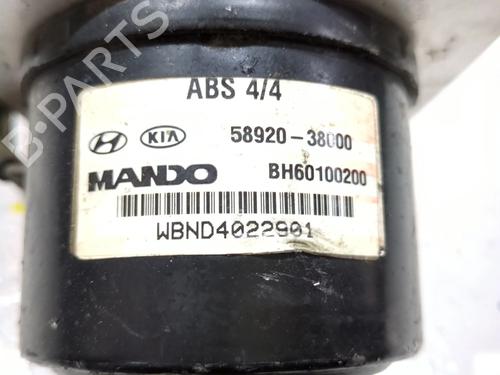 ABS 4/4
KIA 58920-38000
MANDO BH60100200
WBND4022901
B-PARTS